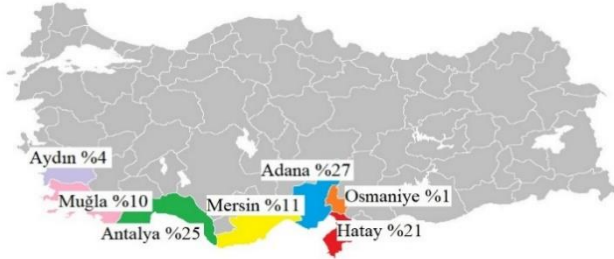 Aydın %4
Adana %27
Muğla %10
Mersin %11
Osmaniye %1
Antalya %25
Hatay %21